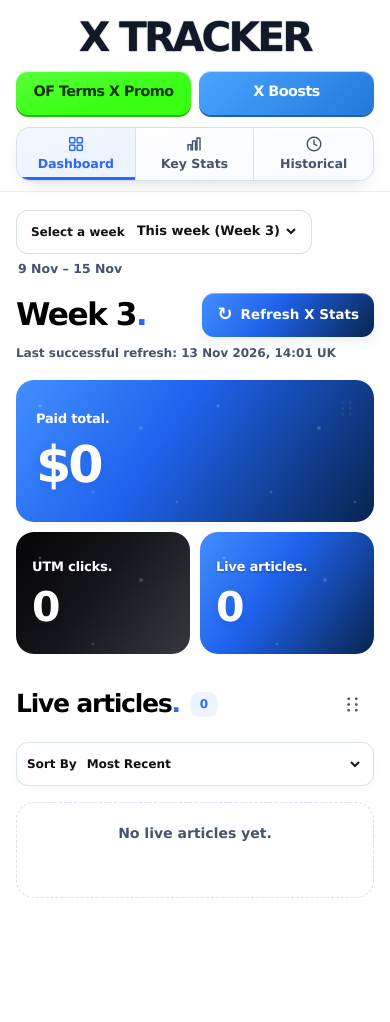 X TRACKER
OF Terms X Promo
X Boosts
Dashboard
Key Stats
Historical
Select a week This week (Week 3)
9 Nov – 15 Nov
Week 3.
↻ Refresh X Stats
Last successful refresh: 13 Nov 2026, 14:01 UK
Paid total.
$0
UTM clicks.
0
Live articles.
0
Live articles. 0
Sort By Most Recent
No live articles yet.